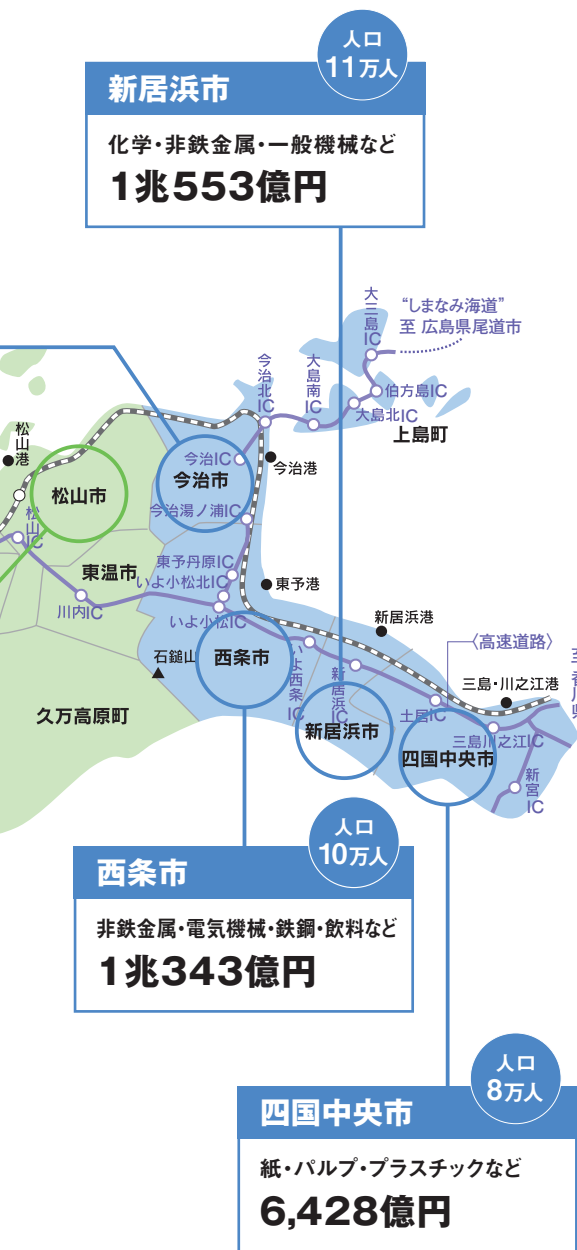 人口
11万人
新居浜市
化学・非鉄金属・一般機械など
1兆553億円
大三島IC
“しまなみ海道”
至 広島県尾道市
今治北IC
大島南IC
伯方島IC
大島北IC
上島町
松山港
今治IC
今治港
今治市
松山市
今治湯ノ浦IC
松山IC
東温市
東予丹原IC
いよ小松北IC
東予港
川内IC
いよ小松IC
新居浜港
〈高速道路〉
石鎚山
西条市
いよ西条IC
新居浜IC
三島・川之江港
至 香川県
久万高原町
土居IC
新居浜市
三島川之江IC
四国中央市
新宮IC
人口
10万人
西条市
非鉄金属・電気機械・鉄鋼・飲料など
1兆343億円
人口
8万人
四国中央市
紙・パルプ・プラスチックなど
6,428億円